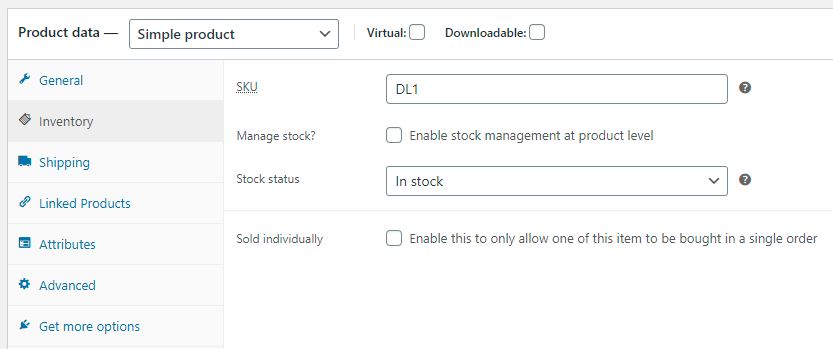 Product data — Simple product Virtual: Downloadable:
General
Inventory
Shipping
Linked Products
Attributes
Advanced
Get more options
SKU DL1
Manage stock? Enable stock management at product level
Stock status In stock
Sold individually Enable this to only allow one of this item to be bought in a single order